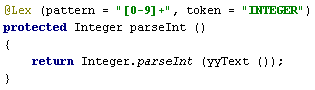 @Lex (pattern = "[0-9]+", token = "INTEGER")
protected Integer parseInt ()
{
    return Integer.parseInt (yyText ());
}